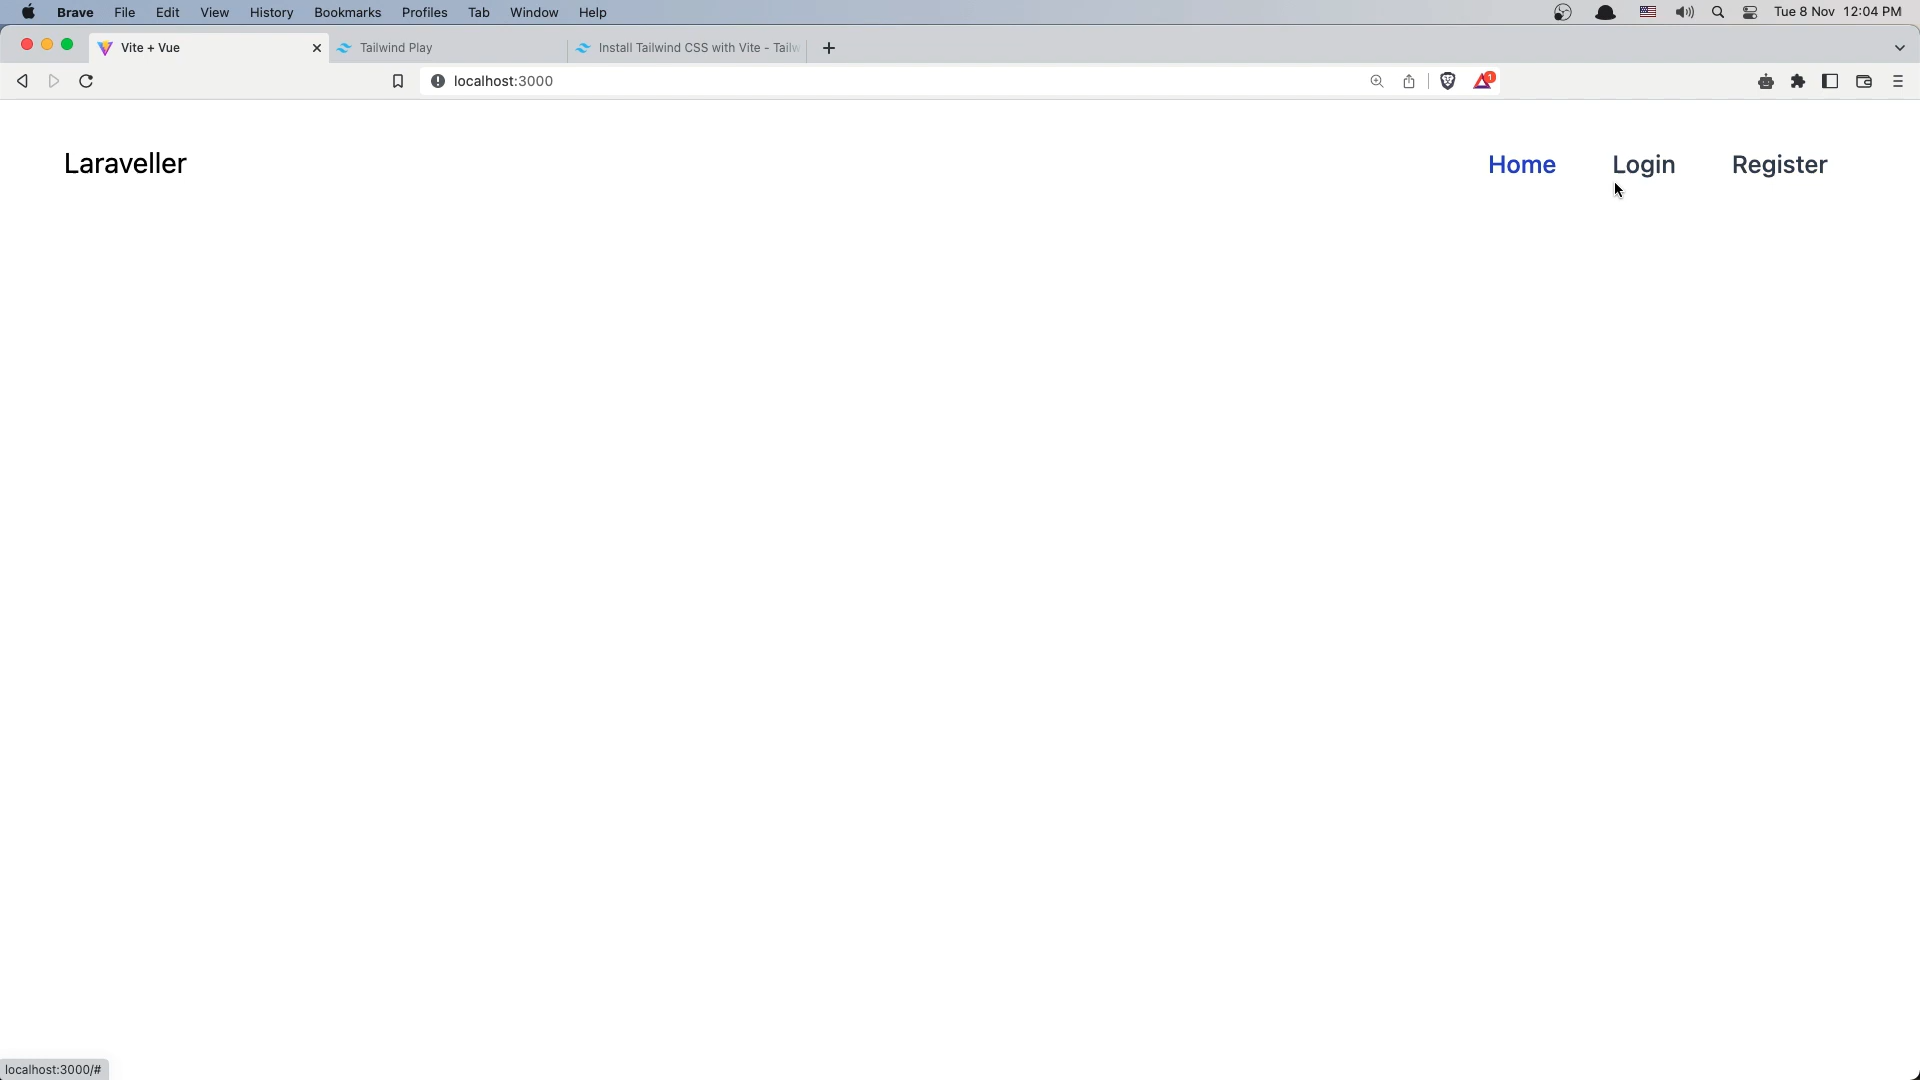 Brave File Edit View History Bookmarks Profiles Tab Window Help Tue 8 Nov 12:04 PM
Vite + Vue Tailwind Play Install Tailwind CSS with Vite - Tailw
localhost:3000 1
Laraveller Home Login Register
localhost:3000/#